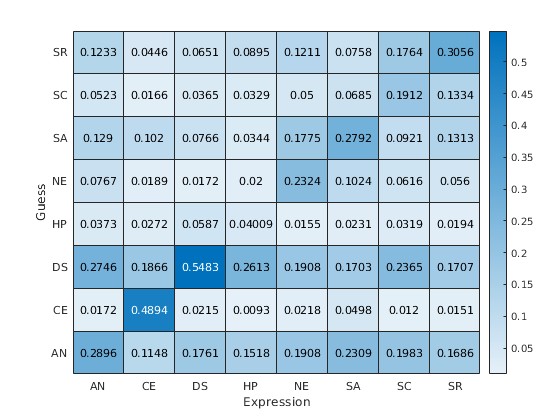 SR 0.1233 0.0446 0.0651 0.0895 0.1211 0.0758 0.1764 0.3056
SC 0.0523 0.0166 0.0365 0.0329 0.05 0.0685 0.1912 0.1334
SA 0.129 0.102 0.0766 0.0344 0.1775 0.2792 0.0921 0.1313
NE 0.0767 0.0189 0.0172 0.02 0.2324 0.1024 0.0616 0.056
HP 0.0373 0.0272 0.0587 0.04009 0.0155 0.0231 0.0319 0.0194
DS 0.2746 0.1866 0.5483 0.2613 0.1908 0.1703 0.2365 0.1707
CE 0.0172 0.4894 0.0215 0.0093 0.0218 0.0498 0.012 0.0151
AN 0.2896 0.1148 0.1761 0.1518 0.1908 0.2309 0.1983 0.1686
AN CE DS HP NE SA SC SR
Expression
Guess
0.5
0.45
0.4
0.35
0.3
0.25
0.2
0.15
0.1
0.05